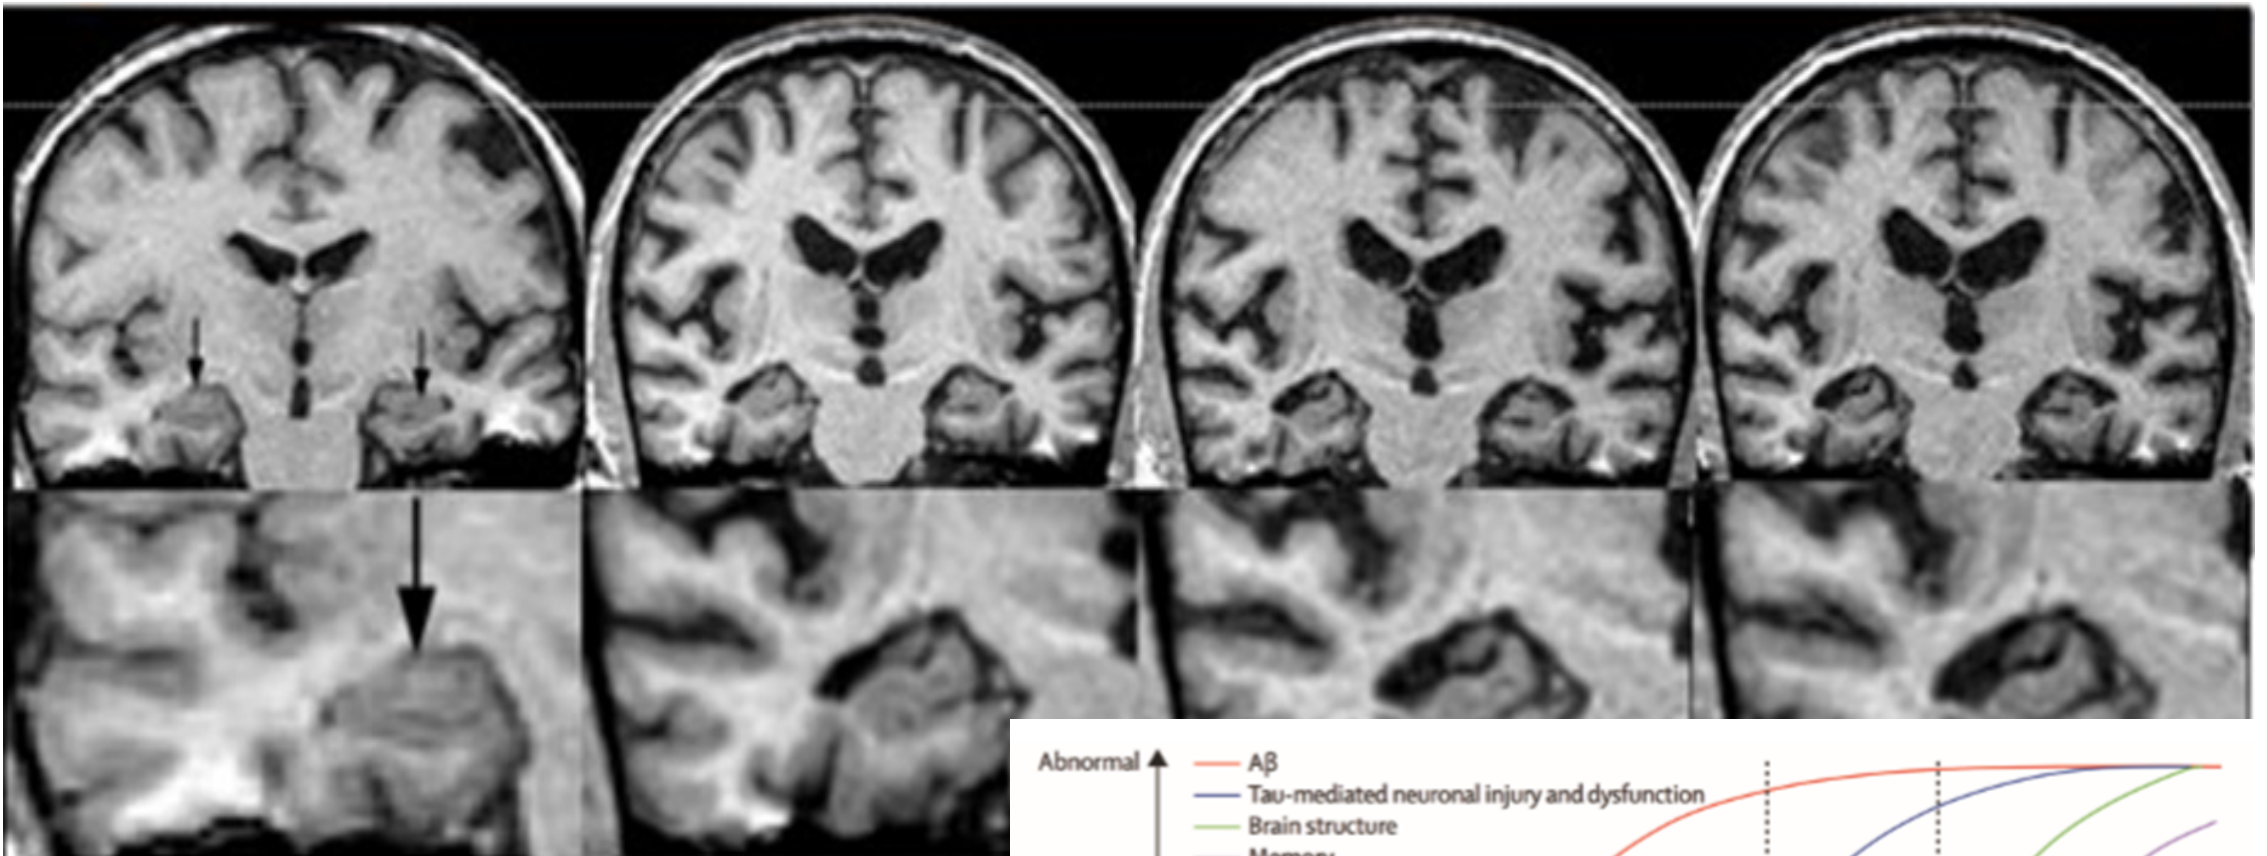 Abnormal
Aβ
Tau-mediated neuronal injury and dysfunction
Brain structure